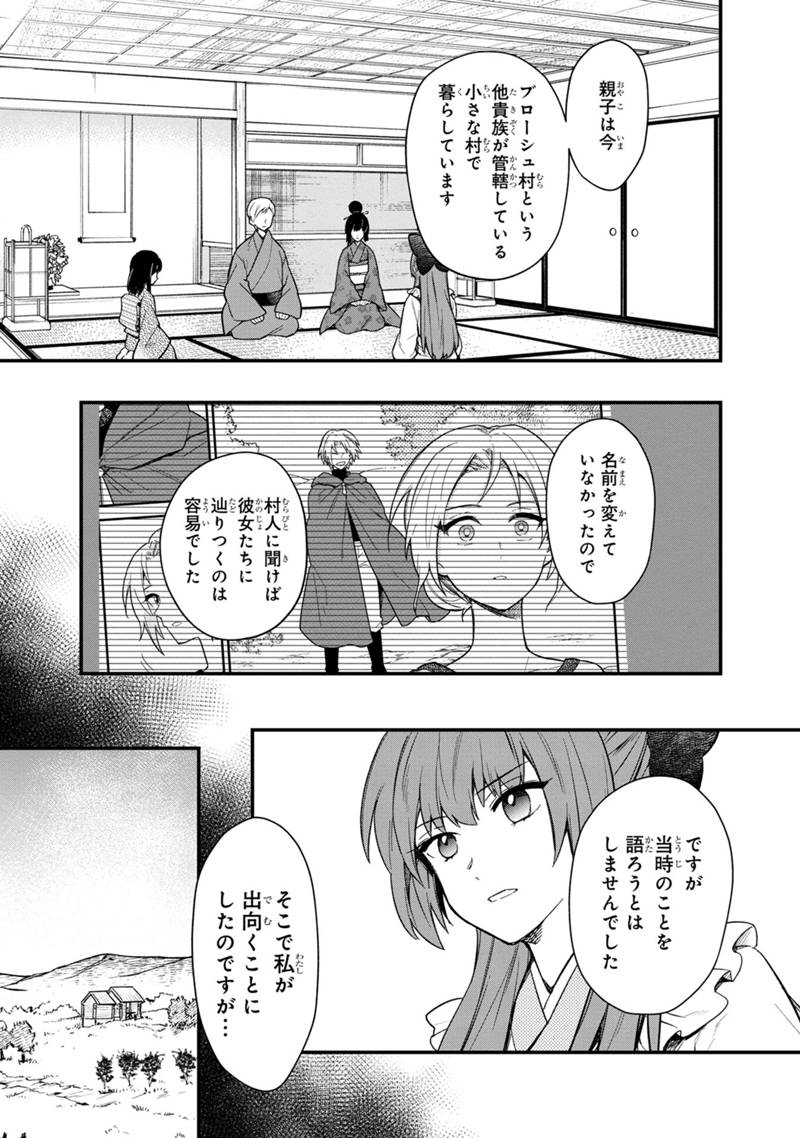 親子は今
ブローシュ村という
他貴族が管轄している
小さな村で
暮らしています
名前を変えて
いなかったので
村人に聞けば
彼女たちに
辿りつくのは
容易でした
ですが
当時のことを
語ろうとは
しませんでした
そこで私が
出向くことに
したのですが…